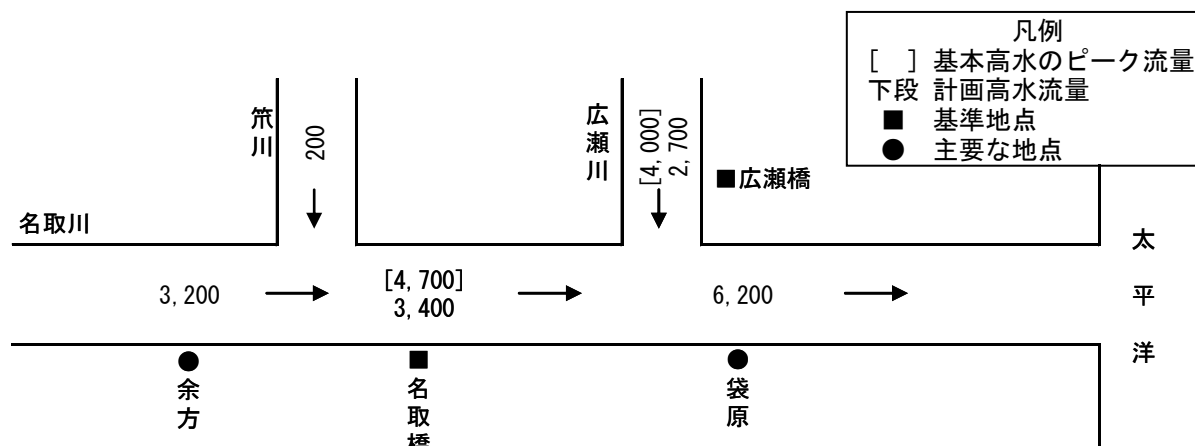 凡例
[ ] 基本高水のピーク流量
下段 計画高水流量
■ 基準地点
● 主要な地点
笊川
200
広瀬川
[4,000]
2,700
■広瀬橋
名取川
太平洋
3,200
[4,700]
3,400
6,200
余方
名取橋
袋原